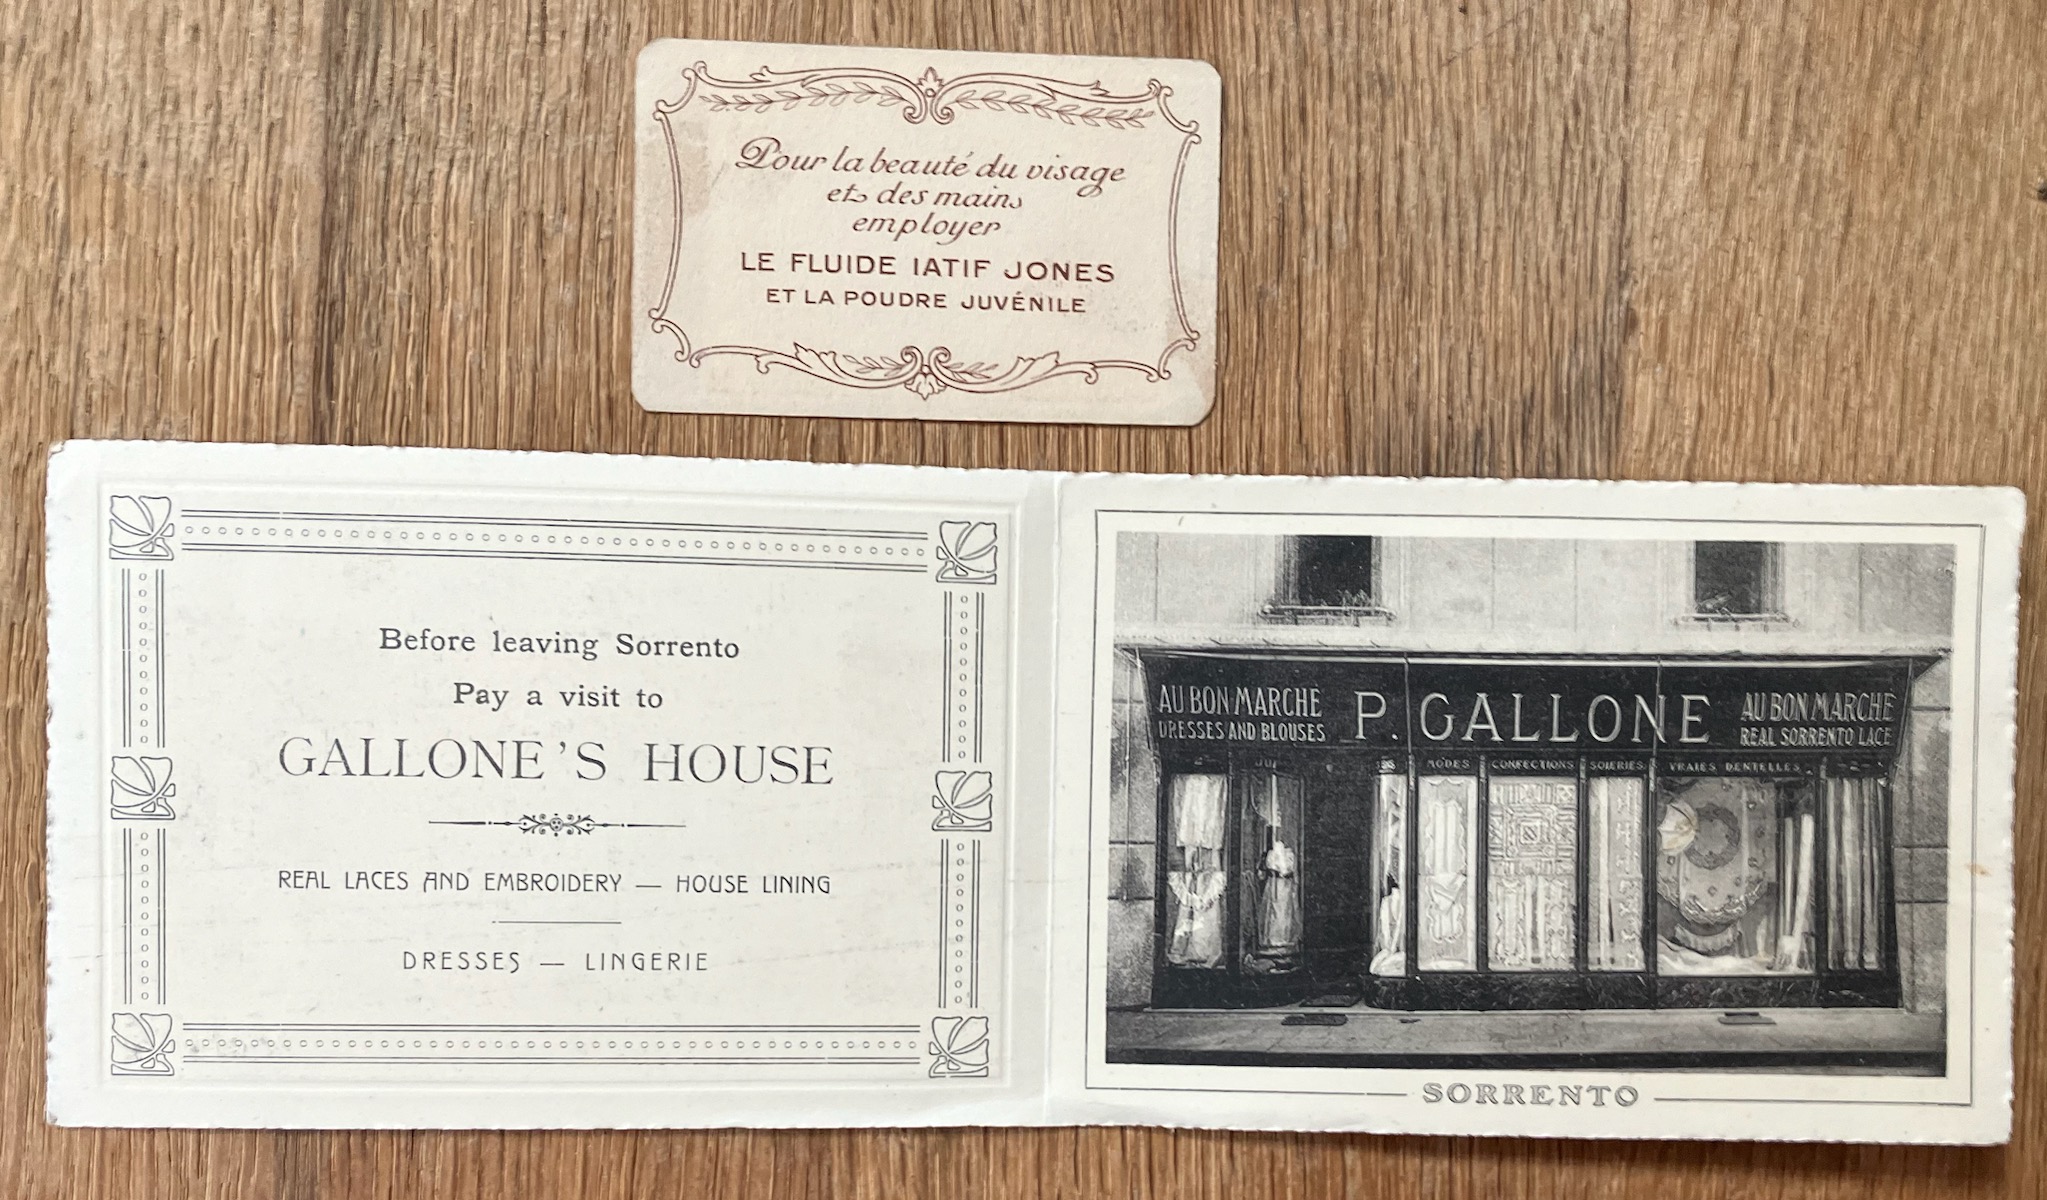 Pour la beauté du visage
et des mains
employer
LE FLUIDE IATIF JONES
ET LA POUDRE JUVÉNILE
Before leaving Sorrento
Pay a visit to
GALLONE'S HOUSE
REAL LACES AND EMBROIDERY — HOUSE LINING
DRESSES — LINGERIE
AU BON MARCHÉ
DRESSES AND BLOUSES
P. GALLONE
AU BON MARCHÉ
REAL SORRENTO LACE
MODES
CONFECTIONS
SOIERIES
VRAIES DENTELLES
SORRENTO